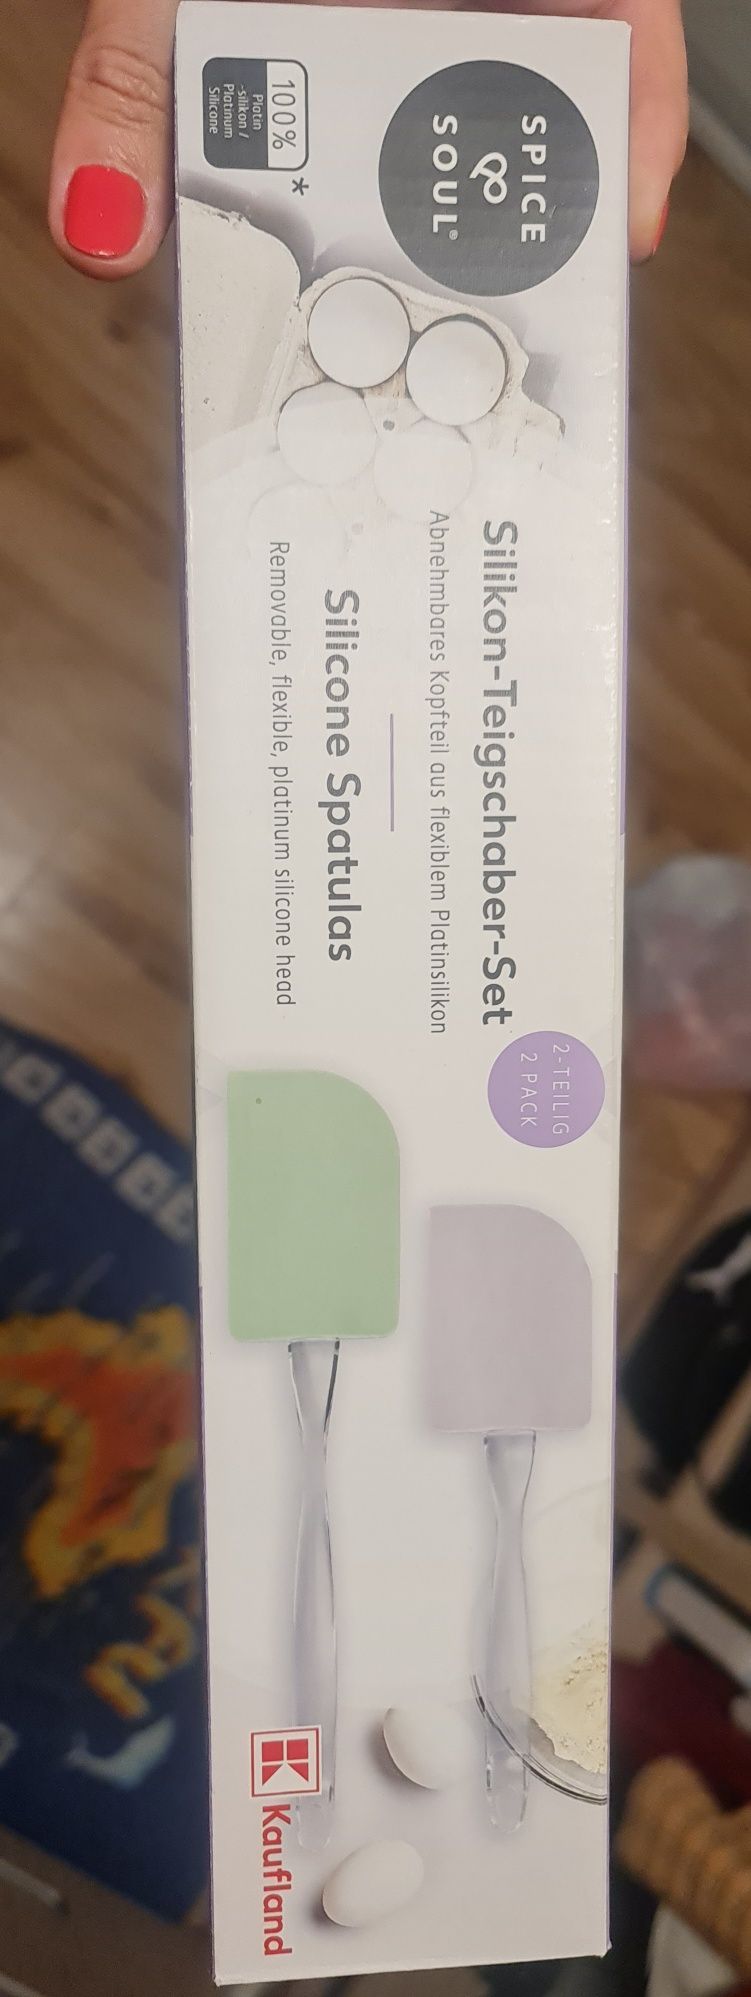 SPICE
&
SOUL®
100%
Platin
-silikon /
Platinum
Silicone
*
Silikon-Teigschaber-Set
Abnehmbares Kopfteil aus flexiblem Platinsilikon
Silicone Spatulas
Removable, flexible, platinum silicone head
2-TEILIG
2 PACK
Kaufland